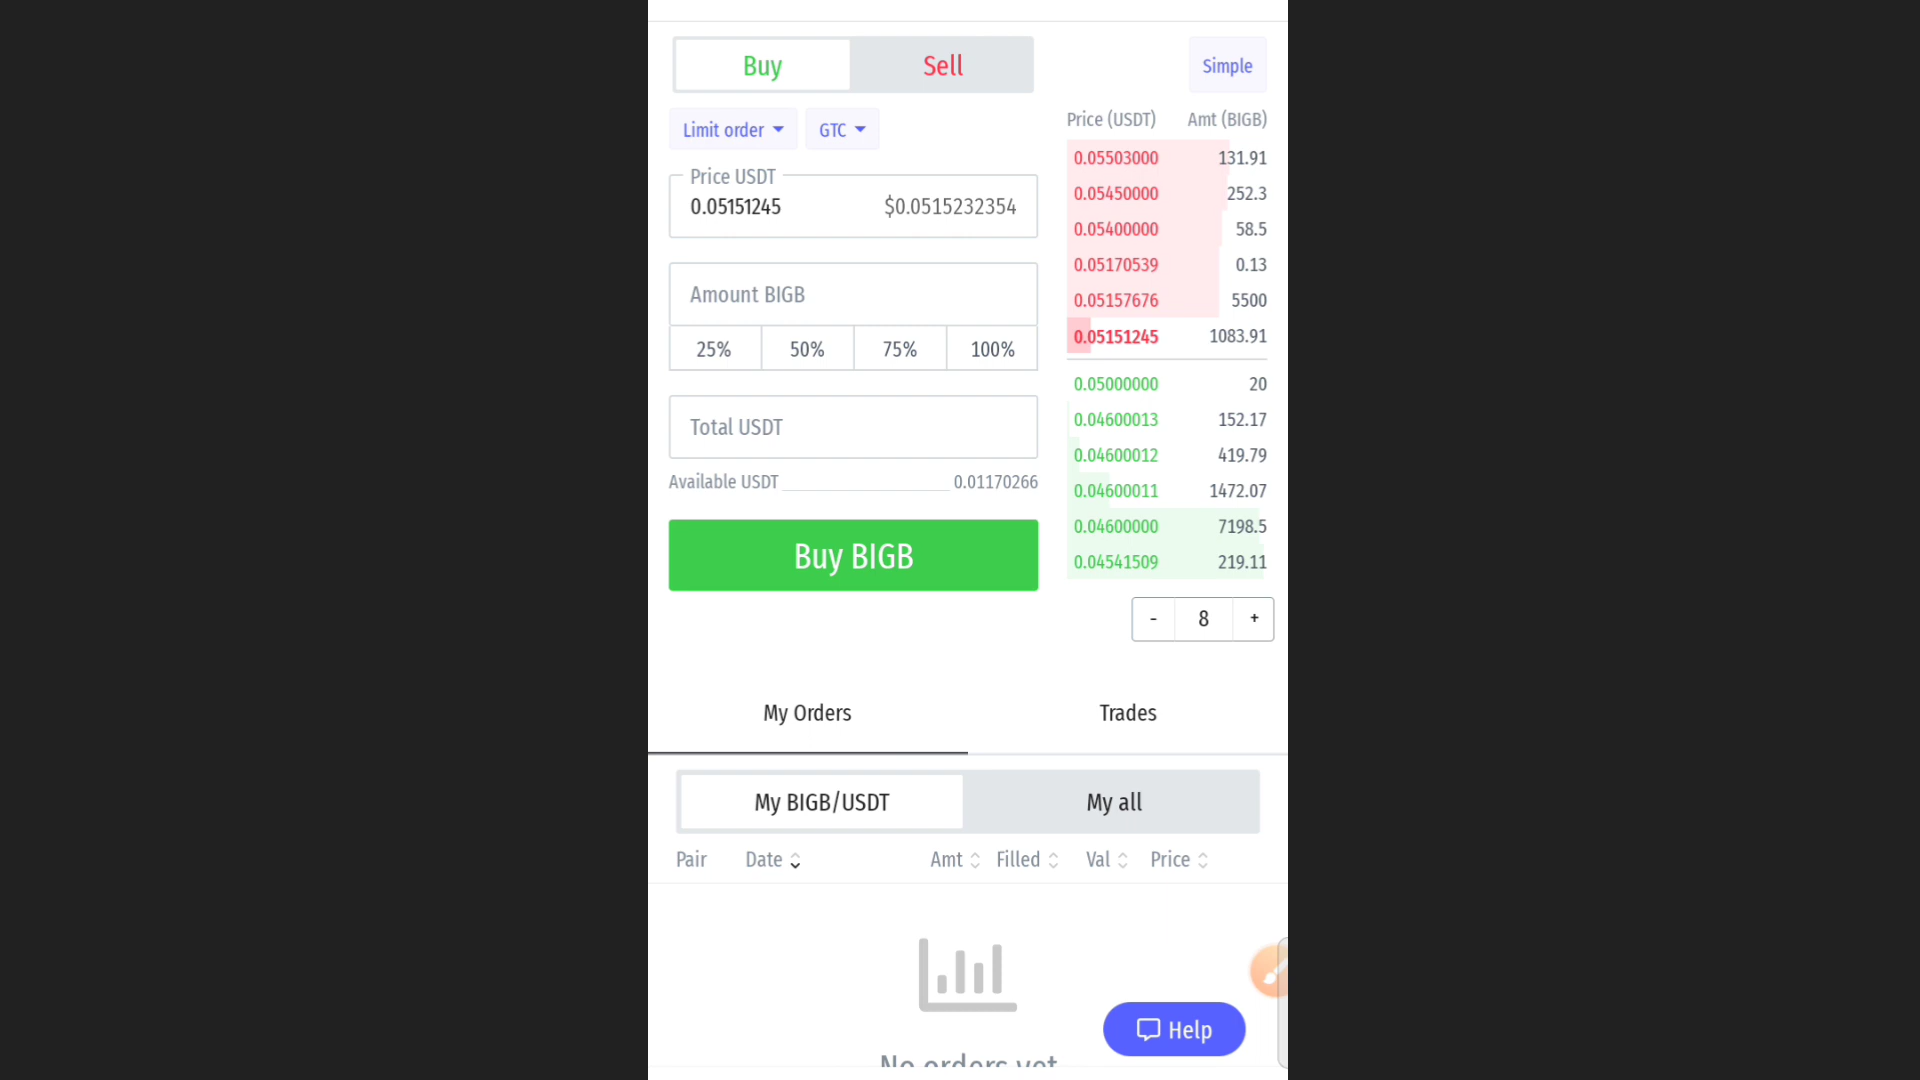 Buy
Sell
Simple
Limit order
GTC
Price USDT
0.05151245 $0.0515232354
Amount BIGB
25% 50% 75% 100%
Total USDT
Available USDT 0.01170266
Buy BIGB
Price (USDT) Amt (BIGB)
0.05503000 131.91
0.05450000 252.3
0.05400000 58.5
0.05170539 0.13
0.05157676 5500
0.05151245 1083.91
0.05000000 20
0.04600013 152.17
0.04600012 419.79
0.04600011 1472.07
0.04600000 7198.5
0.04541509 219.11
- 8 +
My Orders Trades
My BIGB/USDT My all
Pair Date Amt Filled Val Price
Help
No orders yet